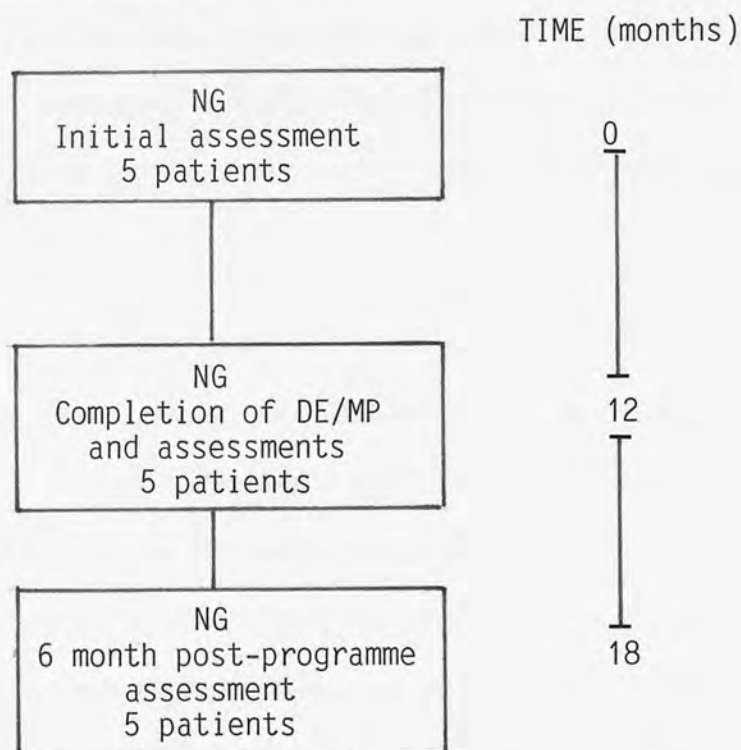 TIME (months)
NG
Initial assessment
5 patients
0
NG
Completion of DE/MP
and assessments
5 patients
12
NG
6 month post-programme
assessment
5 patients
18